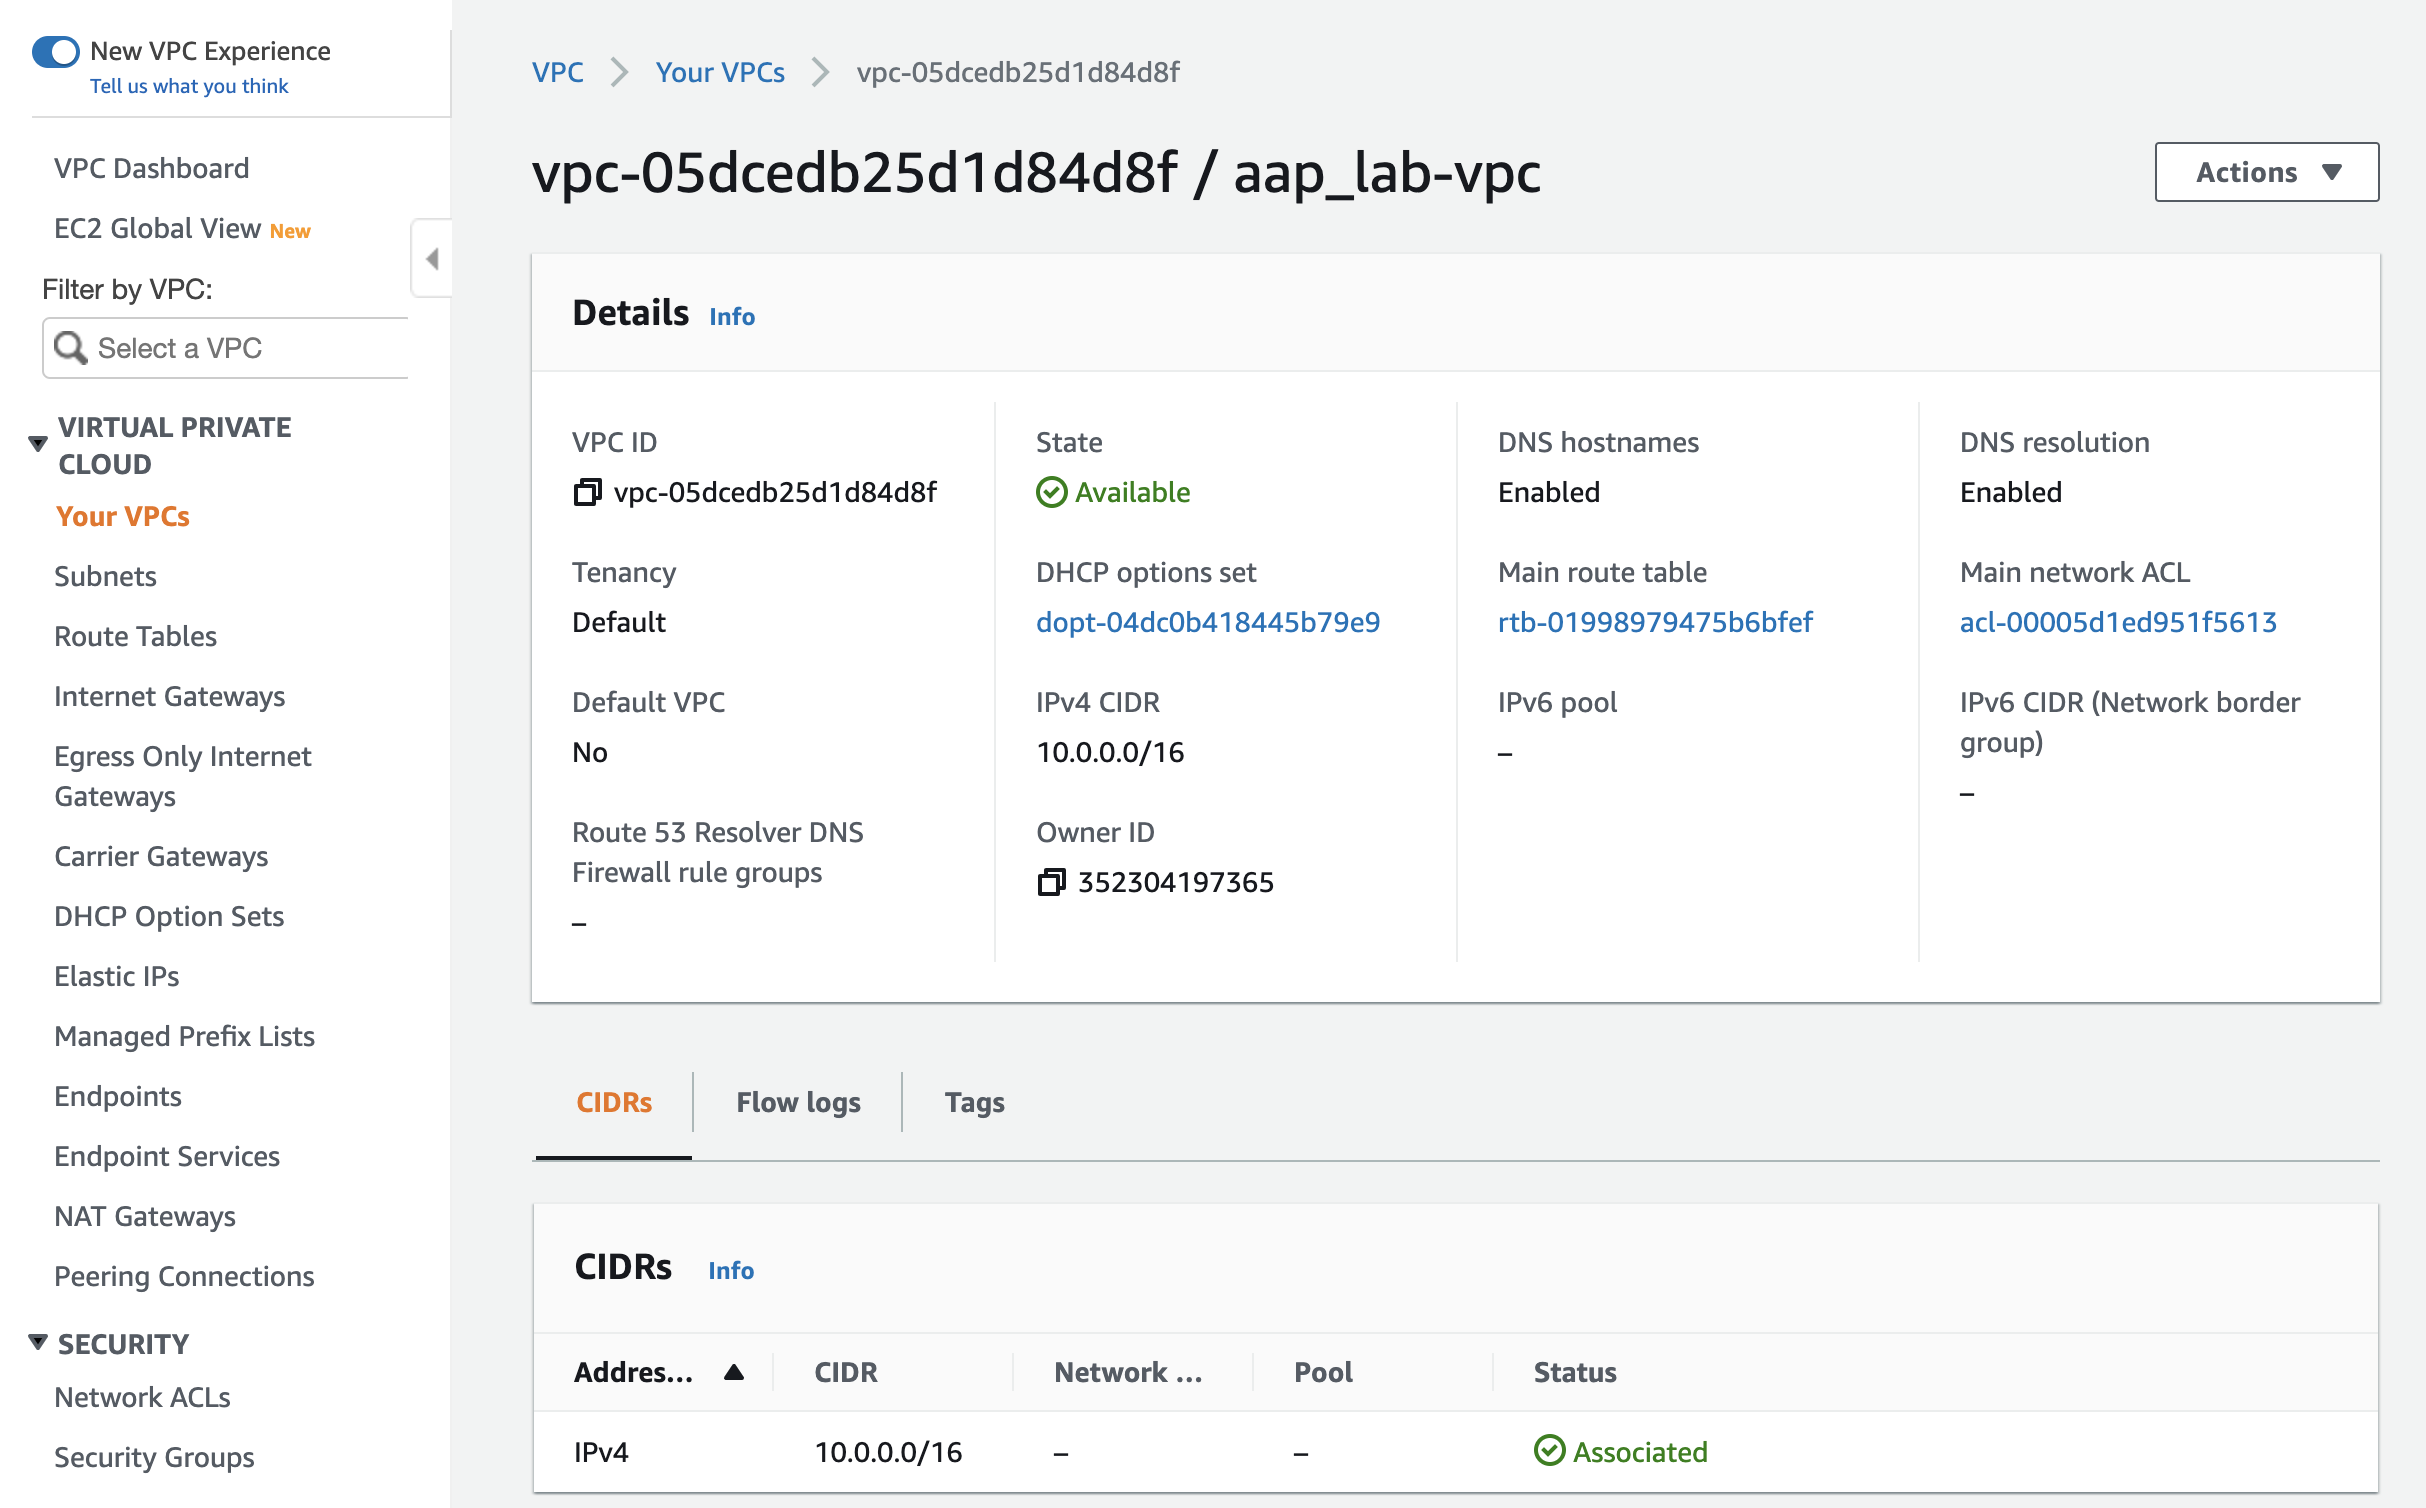 New VPC Experience
Tell us what you think
VPC Dashboard
EC2 Global View New
Filter by VPC:
Select a VPC
VIRTUAL PRIVATE
CLOUD
Your VPCs
Subnets
Route Tables
Internet Gateways
Egress Only Internet
Gateways
Carrier Gateways
DHCP Option Sets
Elastic IPs
Managed Prefix Lists
Endpoints
Endpoint Services
NAT Gateways
Peering Connections
SECURITY
Network ACLs
Security Groups
VPC > Your VPCs > vpc-05dcedb25d1d84d8f
vpc-05dcedb25d1d84d8f / aap_lab-vpc
Actions
Details Info
VPC ID
vpc-05dcedb25d1d84d8f
State
Available
DNS hostnames
Enabled
DNS resolution
Enabled
Tenancy
Default
DHCP options set
dopt-04dc0b418445b79e9
Main route table
rtb-01998979475b6bfef
Main network ACL
acl-00005d1ed951f5613
Default VPC
No
IPv4 CIDR
10.0.0.0/16
IPv6 pool
–
IPv6 CIDR (Network border
group)
–
Route 53 Resolver DNS
Firewall rule groups
–
Owner ID
352304197365
CIDRs Flow logs Tags
CIDRs Info
Addres... CIDR Network ... Pool Status
IPv4 10.0.0.0/16 – – Associated